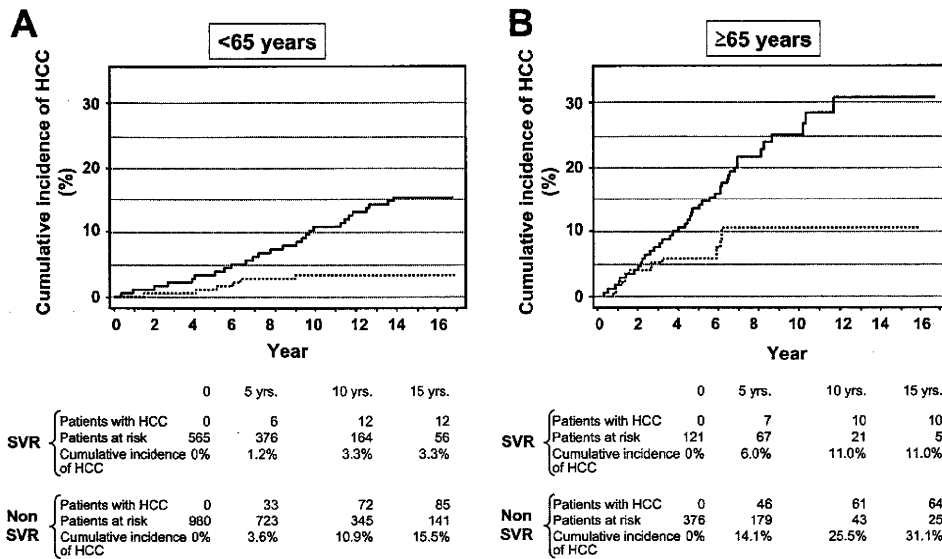 A
<65 years
Cumulative incidence of HCC
(%)
30
20
10
0
0 2 4 6 8 10 12 14 16
Year
0 5 yrs. 10 yrs. 15 yrs.
SVR
Patients with HCC 0 6 12 12
Patients at risk 565 376 164 56
Cumulative incidence 0% 1.2% 3.3% 3.3%
of HCC
Non
SVR
Patients with HCC 0 33 72 85
Patients at risk 980 723 345 141
Cumulative incidence 0% 3.6% 10.9% 15.5%
of HCC
B
≥65 years
Cumulative incidence of HCC
(%)
30
20
10
0
0 2 4 6 8 10 12 14 16
Year
0 5 yrs. 10 yrs. 15 yrs.
SVR
Patients with HCC 0 7 10 10
Patients at risk 121 67 21 5
Cumulative incidence 0% 6.0% 11.0% 11.0%
of HCC
Non
SVR
Patients with HCC 0 46 61 64
Patients at risk 376 179 43 25
Cumulative incidence 0% 14.1% 25.5% 31.1%
of HCC